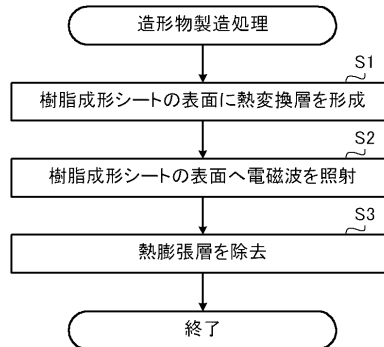 造形物製造処理
S1
樹脂成形シートの表面に熱変換層を形成
S2
樹脂成形シートの表面へ電磁波を照射
S3
熱膨張層を除去
終了